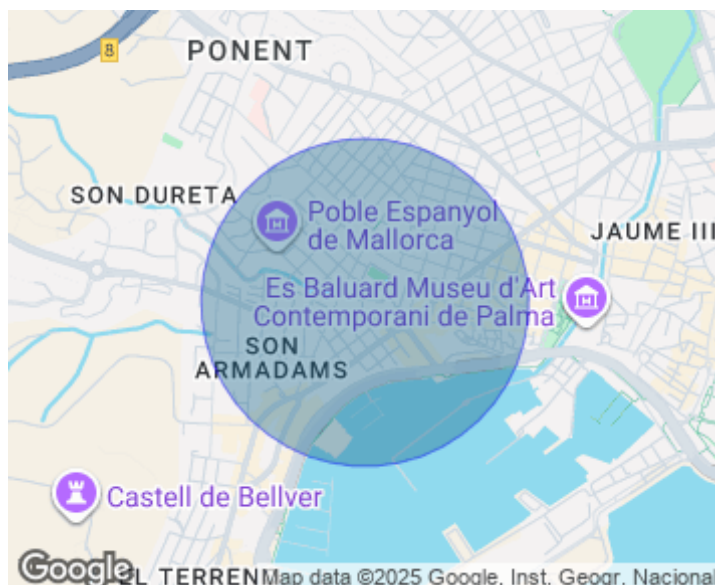 8
PONENT
SON DURETA
Poble Espanyol
de Mallorca
JAUME III
Es Baluard Museu d'Art
Contemporani de Palma
SON
ARMADAMS
Castell de Bellver
Google
EL TERREN
Map data ©2025 Google, Inst. Geogr. Nacional